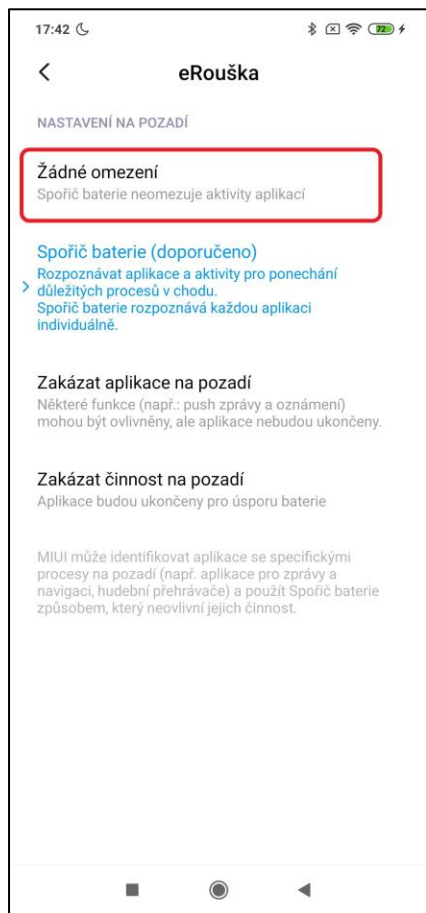 17:42
72
eRouška
NASTAVENÍ NA POZADÍ
Žádné omezení
Spořič baterie neomezuje aktivity aplikací
Spořič baterie (doporučeno)
Rozpoznávat aplikace a aktivity pro ponechání
důležitých procesů v chodu.
Spořič baterie rozpoznává každou aplikaci
individuálně.
Zakázat aplikace na pozadí
Některé funkce (např.: push zprávy a oznámení)
mohou být ovlivněny, ale aplikace nebudou ukončeny.
Zakázat činnost na pozadí
Aplikace budou ukončeny pro úsporu baterie
MIUI může identifikovat aplikace se specifickými
procesy na pozadí (např. aplikace pro zprávy a
navigaci, hudební přehrávače) a použít Spořič baterie
způsobem, který neovlivní jejich činnost.